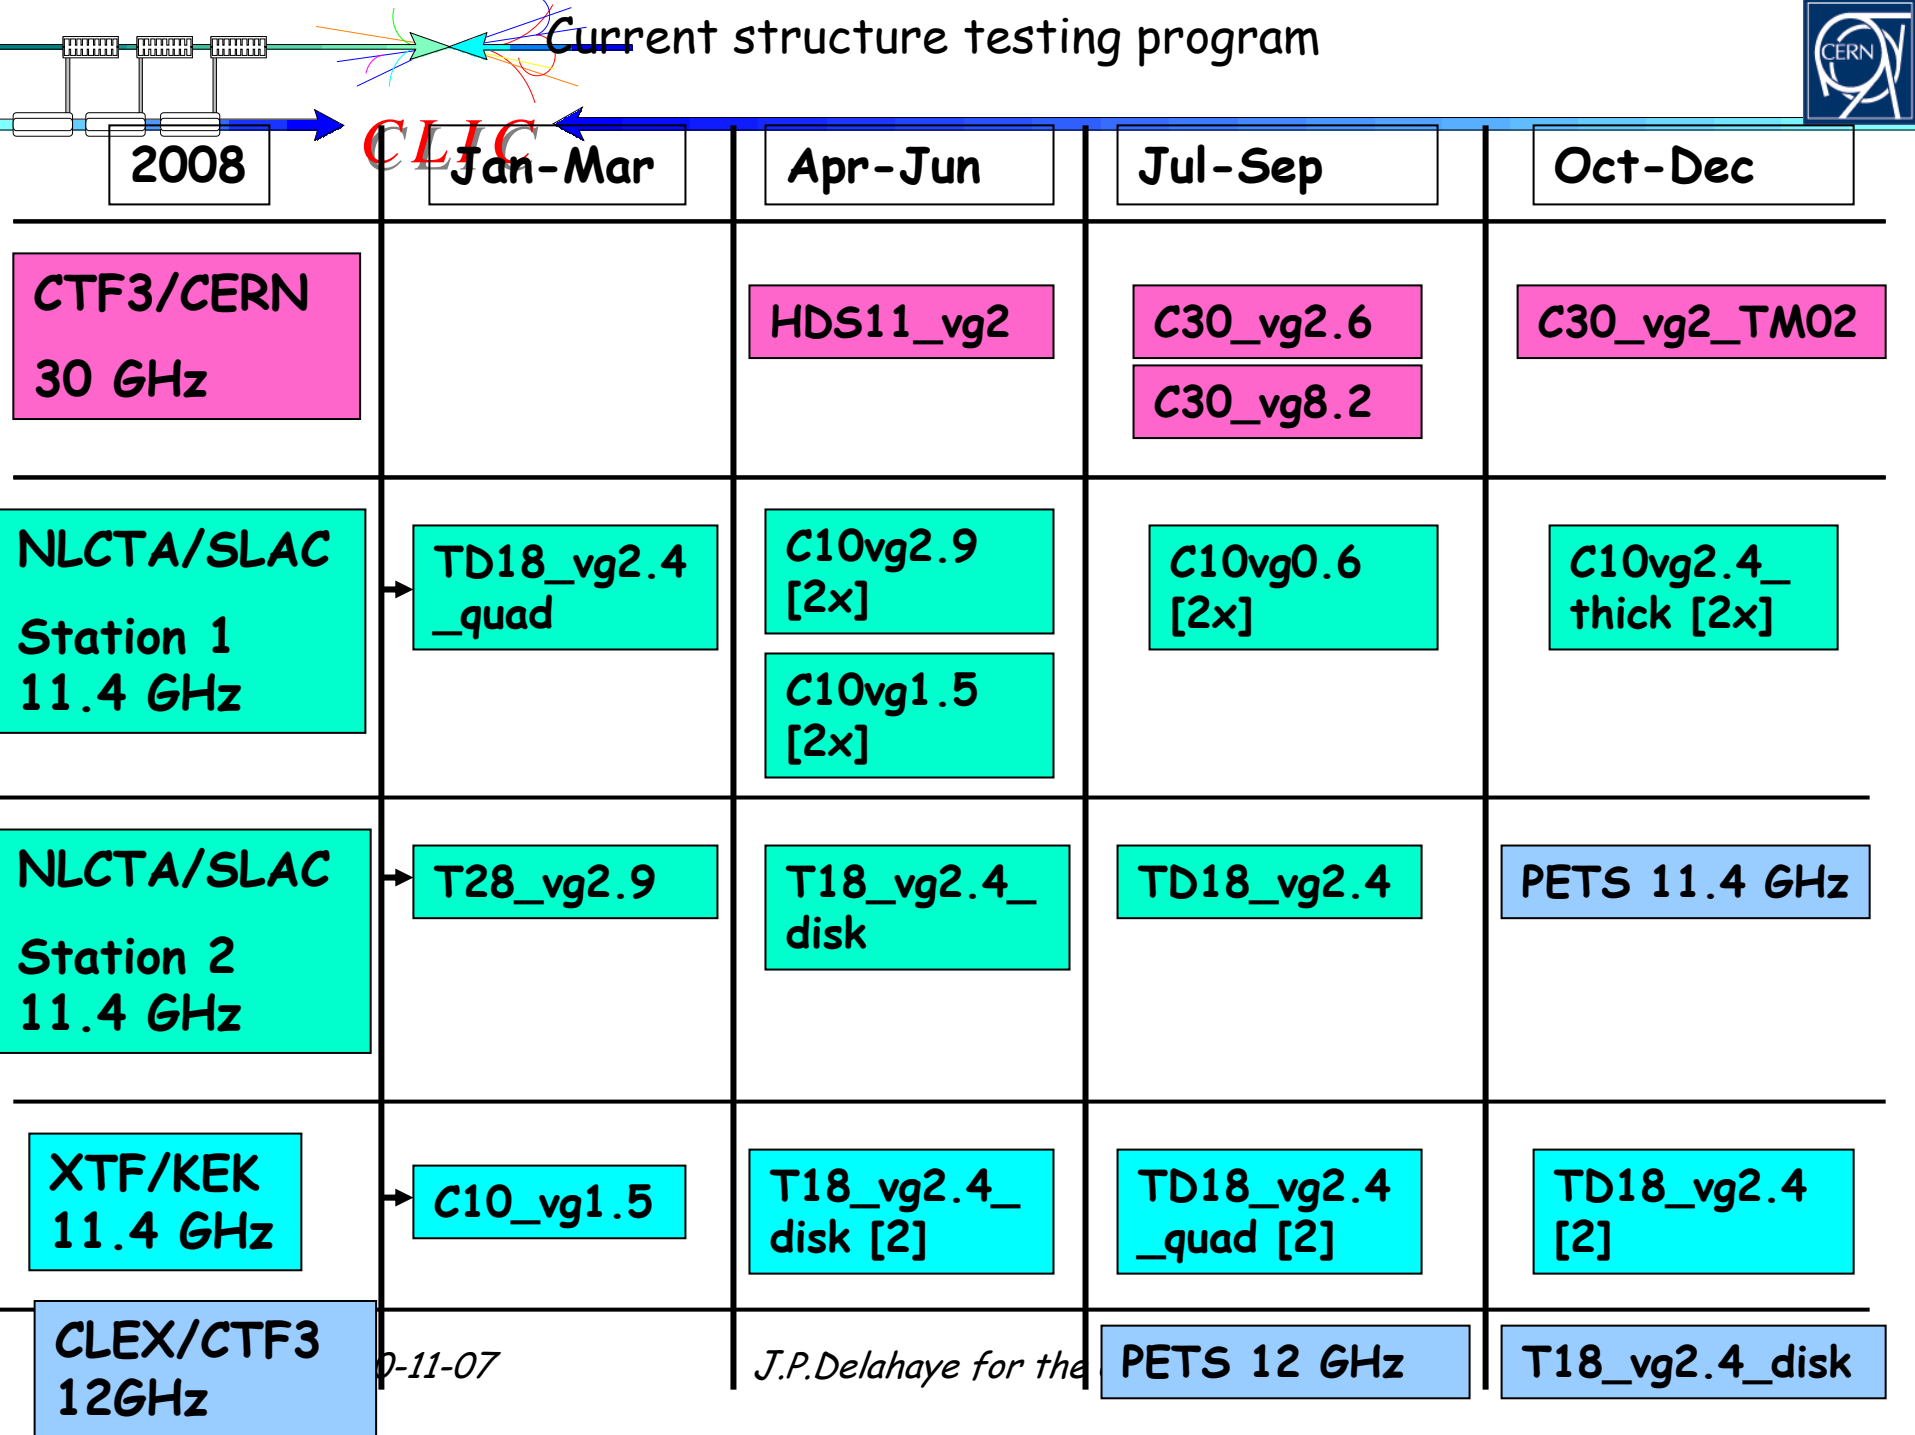 Current structure testing program
CERN
CLIC
2008
Jan-Mar
Apr-Jun
Jul-Sep
Oct-Dec
CTF3/CERN
30 GHz
HDS11_vg2
C30_vg2.6
C30_vg8.2
C30_vg2_TM02
NLCTA/SLAC
Station 1
11.4 GHz
TD18_vg2.4
_quad
C10vg2.9
[2x]
C10vg1.5
[2x]
C10vg0.6
[2x]
C10vg2.4_
thick [2x]
NLCTA/SLAC
Station 2
11.4 GHz
T28_vg2.9
T18_vg2.4_
disk
TD18_vg2.4
PETS 11.4 GHz
XTF/KEK
11.4 GHz
C10_vg1.5
T18_vg2.4_
disk [2]
TD18_vg2.4
_quad [2]
TD18_vg2.4
[2]
CLEX/CTF3
12GHz
0-11-07
J.P.Delahaye for the
PETS 12 GHz
T18_vg2.4_disk